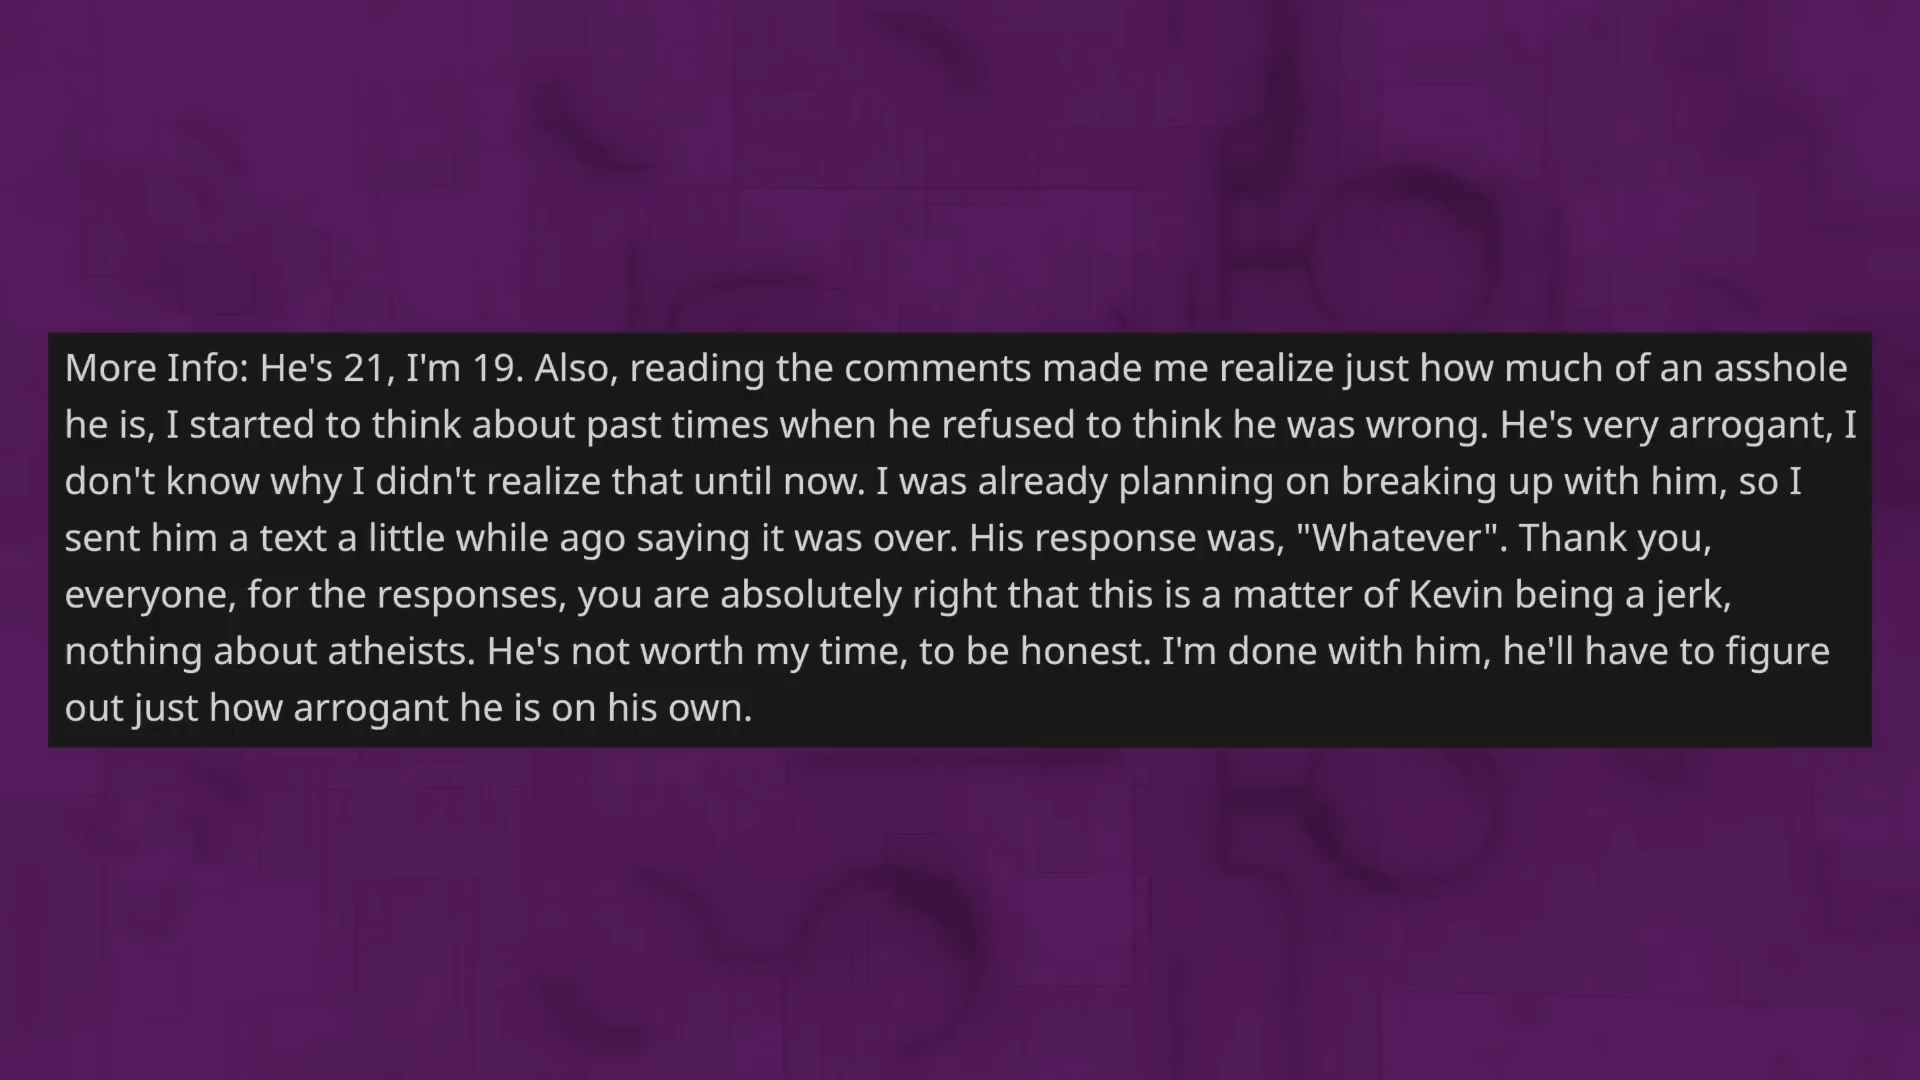 More Info: He's 21, I'm 19. Also, reading the comments made me realize just how much of an asshole
he is, I started to think about past times when he refused to think he was wrong. He's very arrogant, I
don't know why I didn't realize that until now. I was already planning on breaking up with him, so I
sent him a text a little while ago saying it was over. His response was, "Whatever". Thank you,
everyone, for the responses, you are absolutely right that this is a matter of Kevin being a jerk,
nothing about atheists. He's not worth my time, to be honest. I'm done with him, he'll have to figure
out just how arrogant he is on his own.